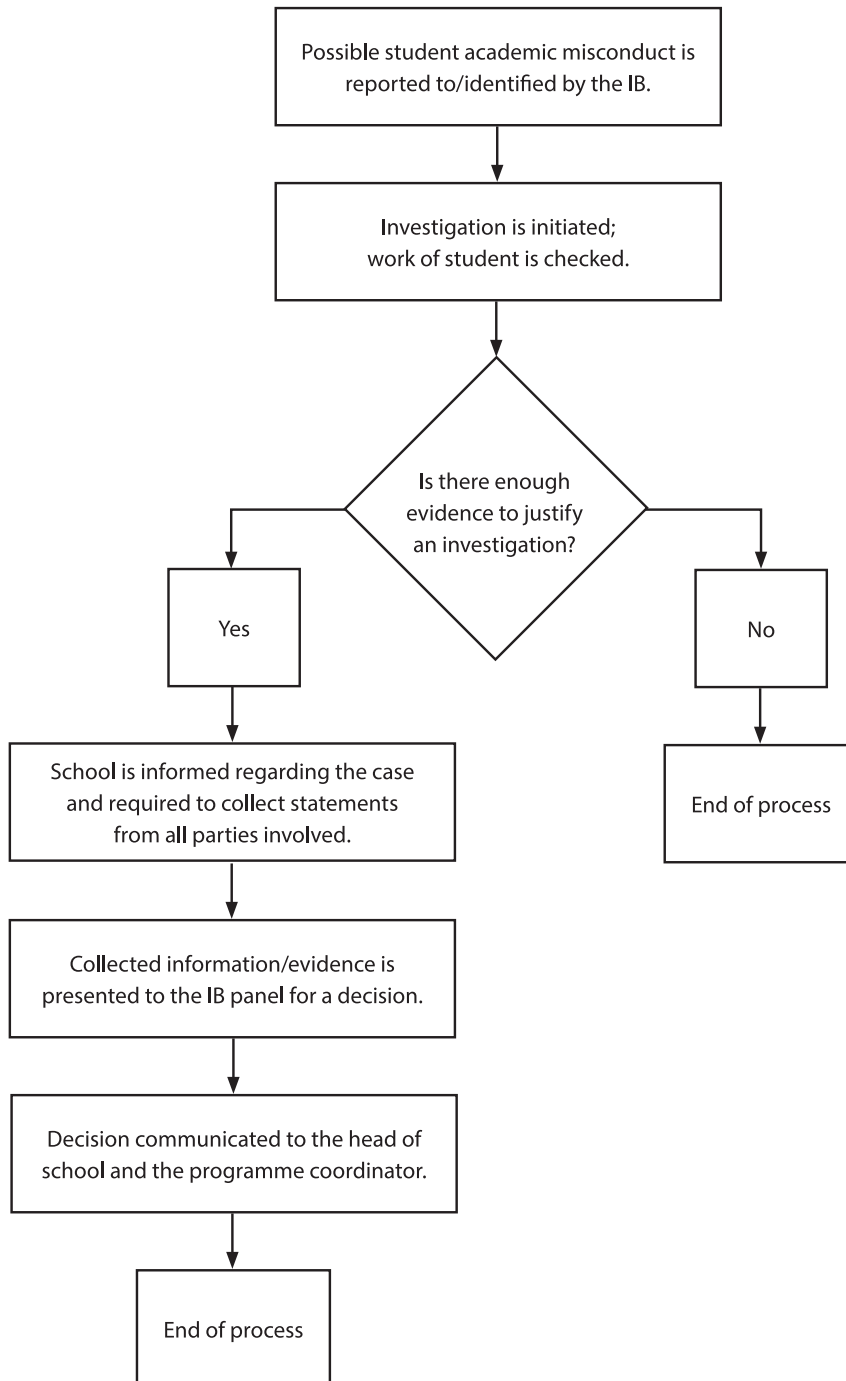 Possible student academic misconduct is
reported to/identified by the IB.
Investigation is initiated;
work of student is checked.
Is there enough
evidence to justify
an investigation?
Yes
No
School is informed regarding the case
and required to collect statements
from all parties involved.
End of process
Collected information/evidence is
presented to the IB panel for a decision.
Decision communicated to the head of
school and the programme coordinator.
End of process